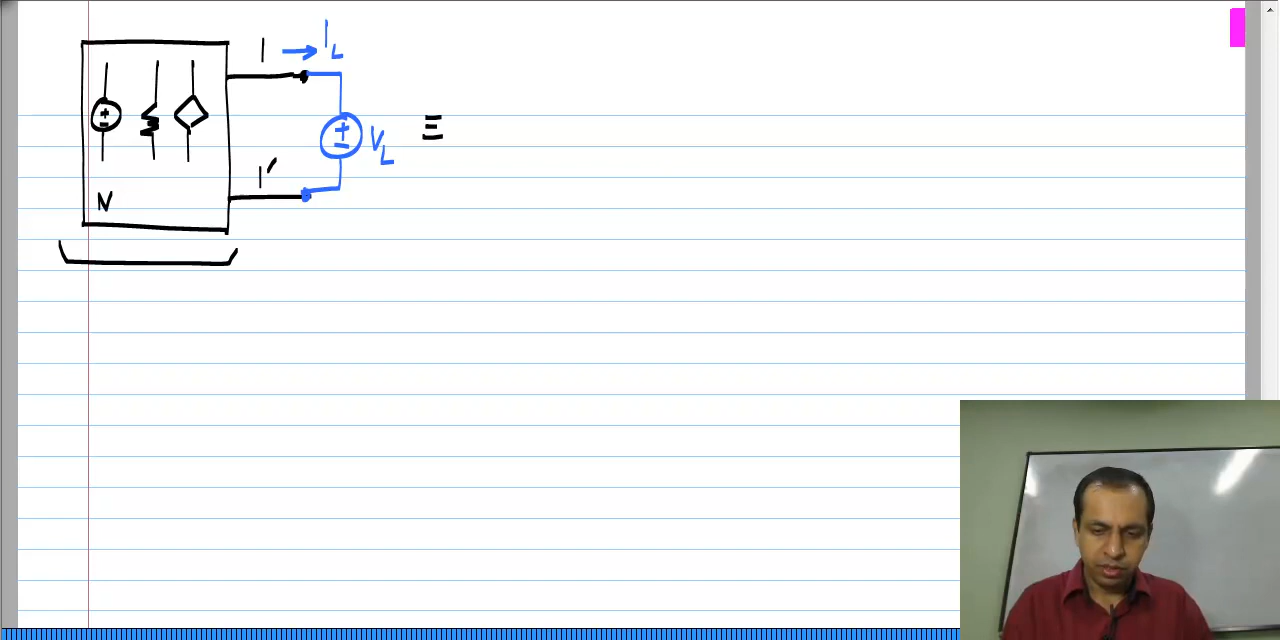 1 → I_L
+ −
+ − V_L ≡
1′
N